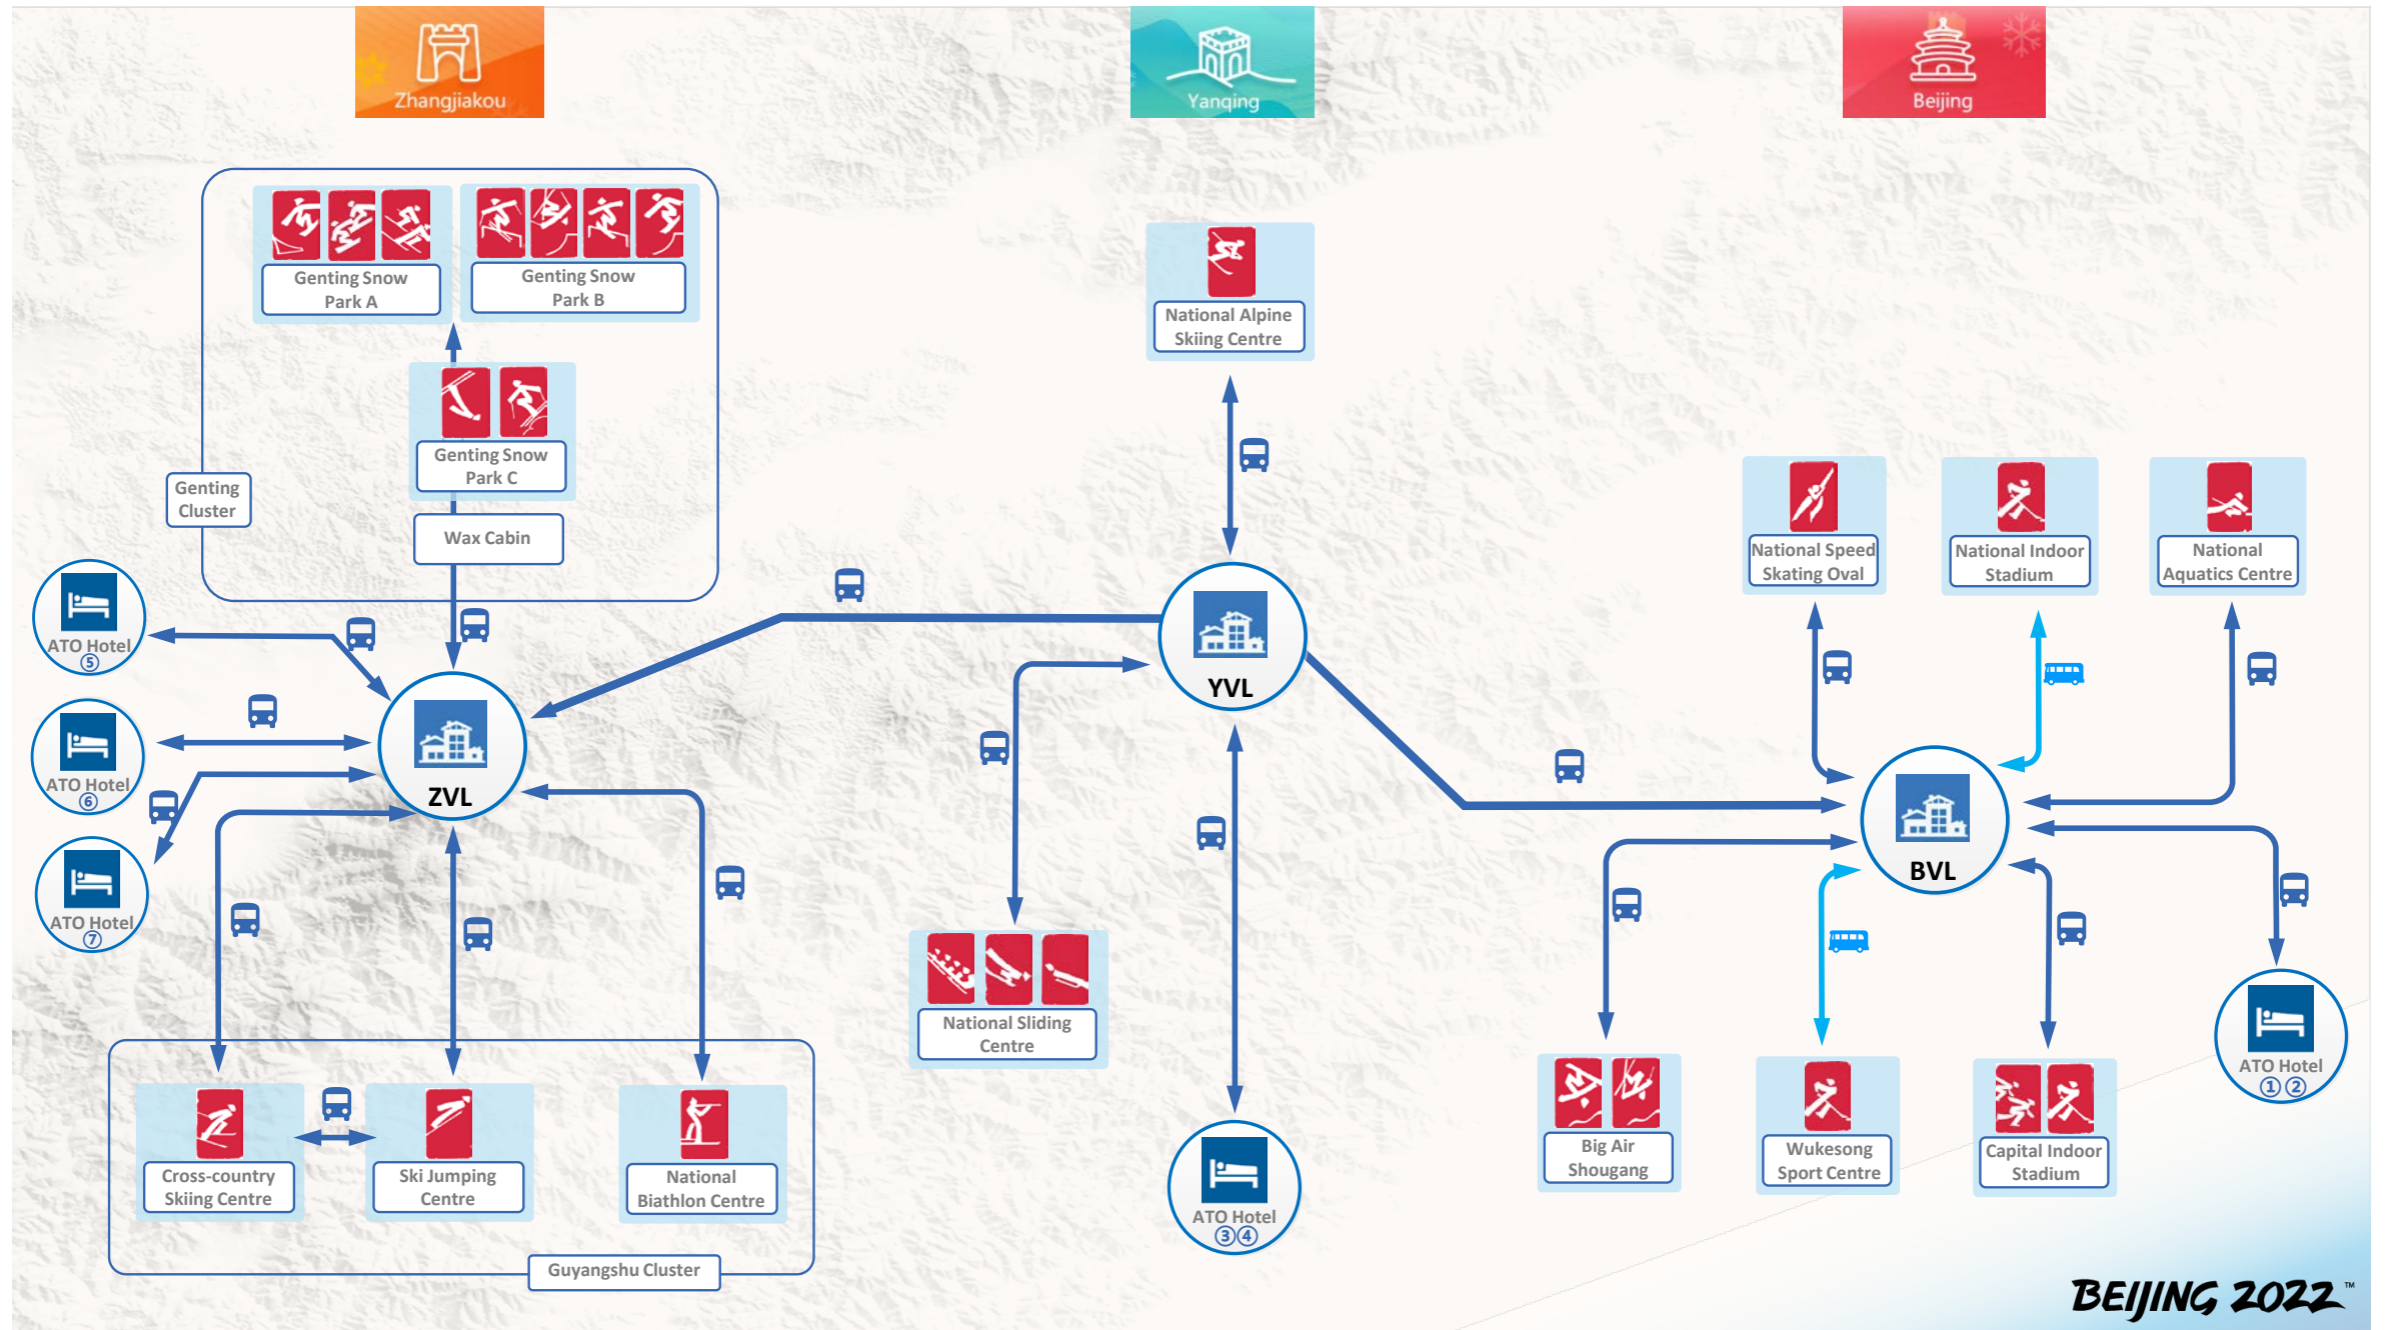 Zhangjiakou
Yanqing
Beijing
Genting Snow
Park A
Genting Snow
Park B
Genting Snow
Park C
Genting
Cluster
Wax Cabin
National Alpine
Skiing Centre
National Speed
Skating Oval
National Indoor
Stadium
National
Aquatics Centre
ATO Hotel
⑤
ATO Hotel
⑥
ATO Hotel
⑦
ZVL
YVL
BVL
National Sliding
Centre
ATO Hotel
①②
ATO Hotel
③④
Cross-country
Skiing Centre
Ski Jumping
Centre
National
Biathlon Centre
Guyangshu Cluster
Big Air
Shougang
Wukesong
Sport Centre
Capital Indoor
Stadium
BEIJING 2022™